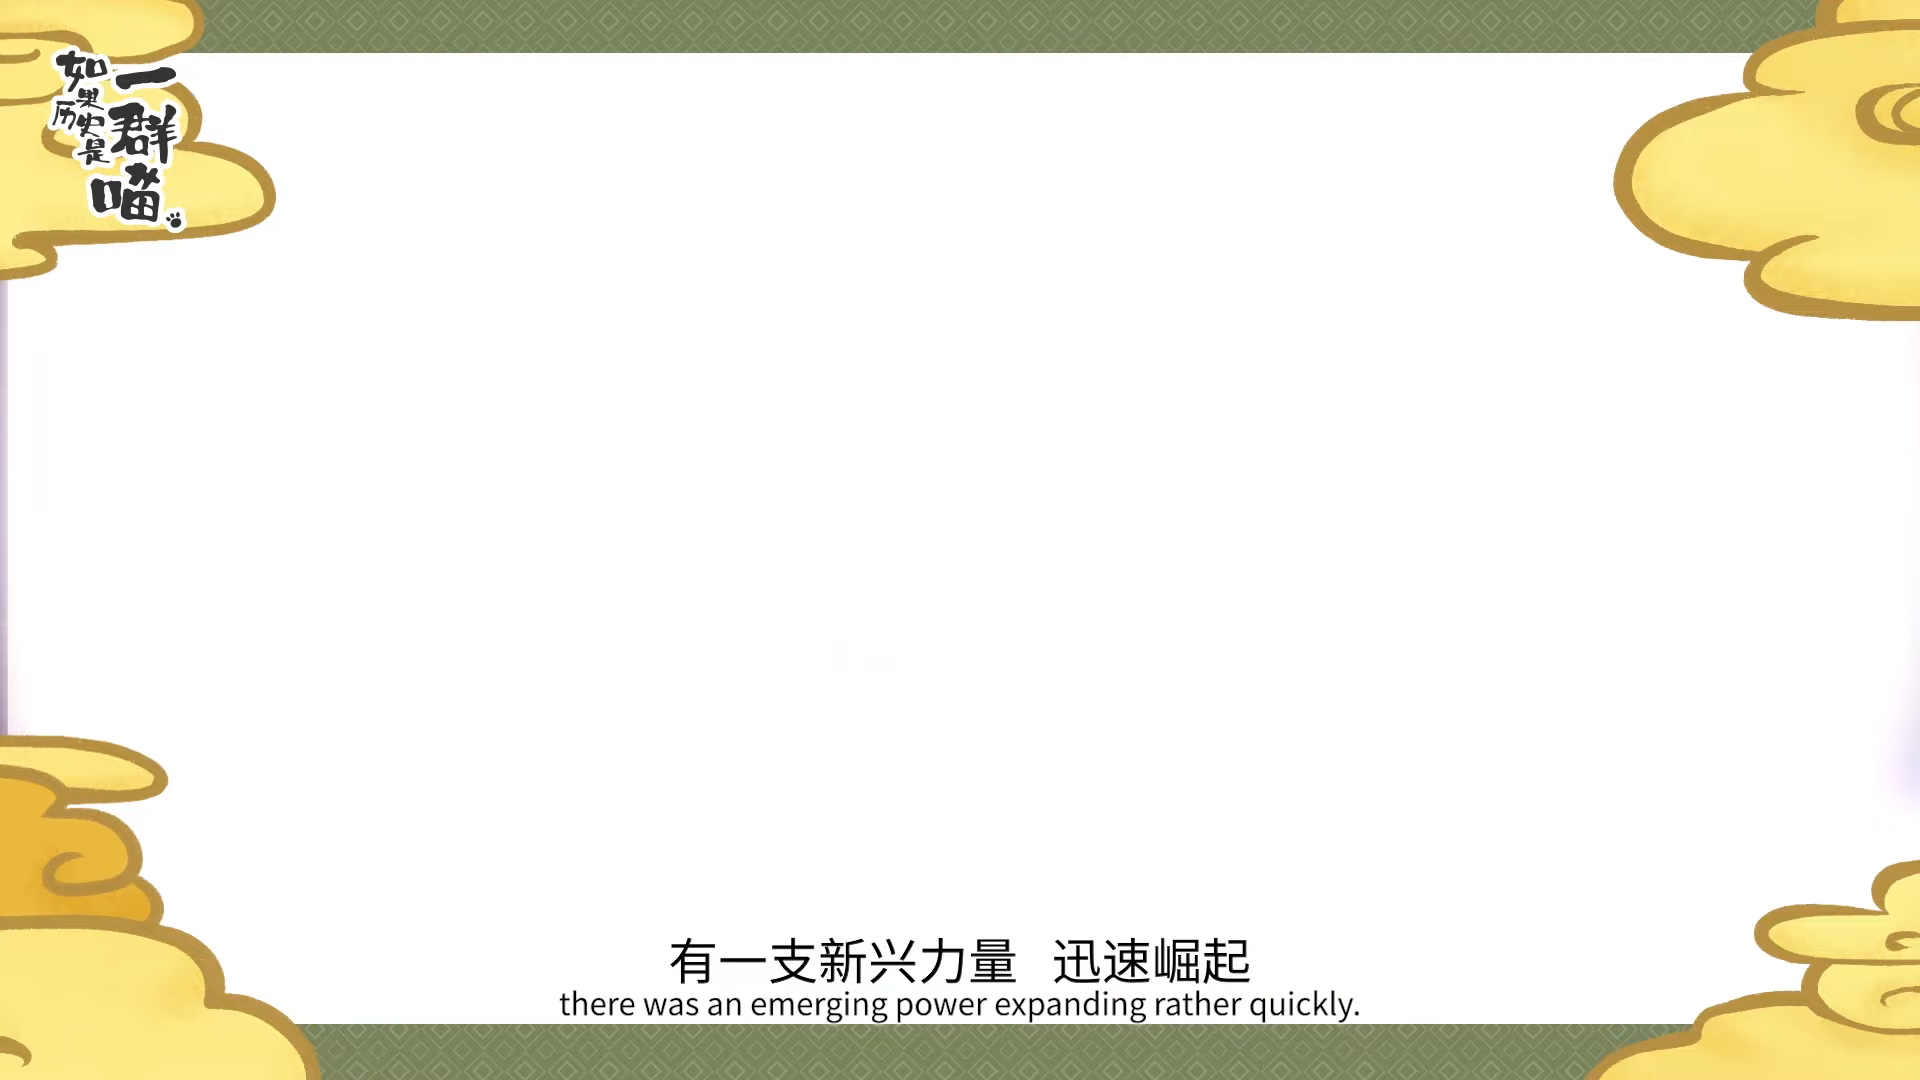 如果历史是
一群喵
有一支新兴力量 迅速崛起
there was an emerging power expanding rather quickly.